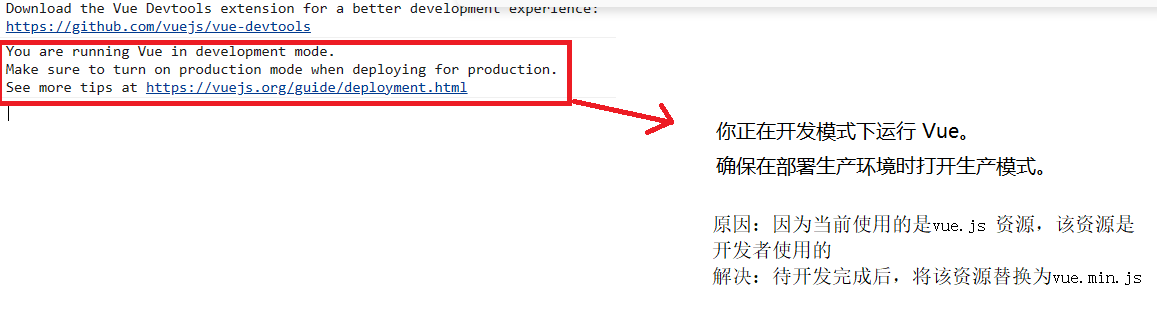 Download the Vue Devtools extension for a better development experience:
https://github.com/vuejs/vue-devtools
You are running Vue in development mode.
Make sure to turn on production mode when deploying for production.
See more tips at https://vuejs.org/guide/deployment.html
你正在开发模式下运行 Vue。
确保在部署生产环境时打开生产模式。
原因：因为当前使用的是vue.js 资源，该资源是
开发者使用的
解决：待开发完成后，将该资源替换为vue.min.js